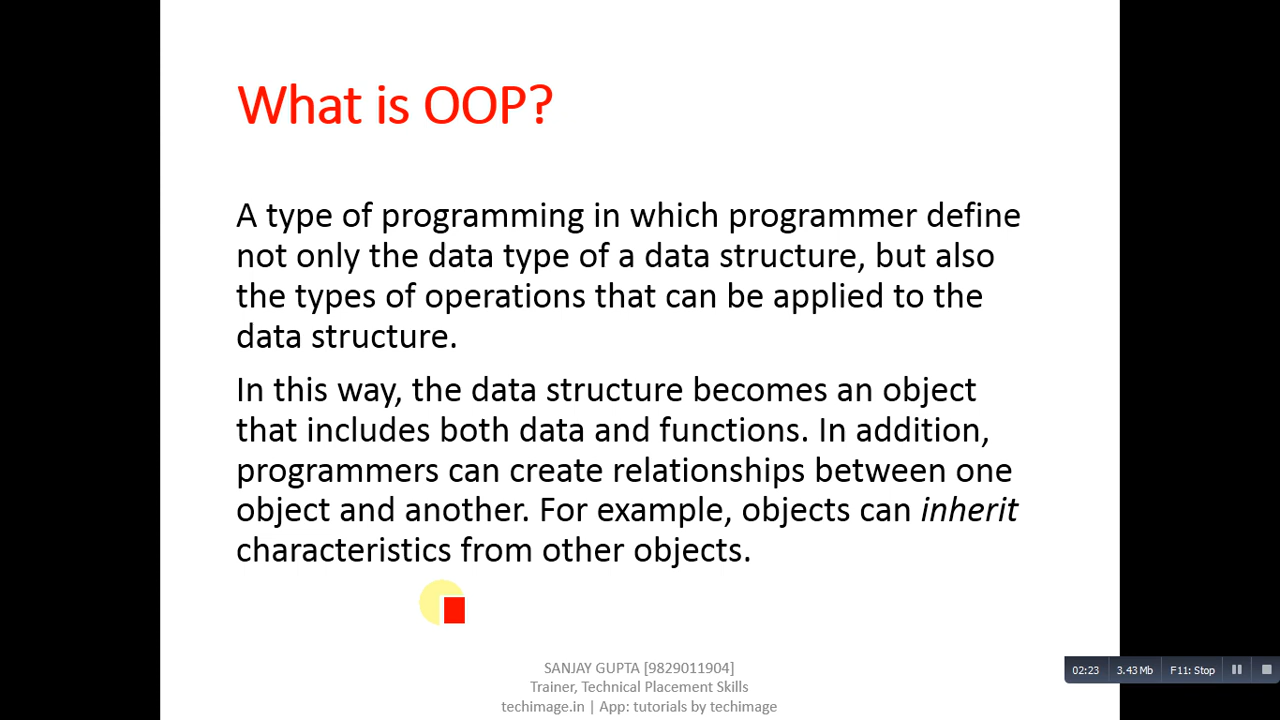 What is OOP?
A type of programming in which programmer define
not only the data type of a data structure, but also
the types of operations that can be applied to the
data structure.
In this way, the data structure becomes an object
that includes both data and functions. In addition,
programmers can create relationships between one
object and another. For example, objects can inherit
characteristics from other objects.
SANJAY GUPTA [9829011904]
Trainer, Technical Placement Skills
techimage.in | App: tutorials by techimage
02:23 3.43 Mb F11: Stop